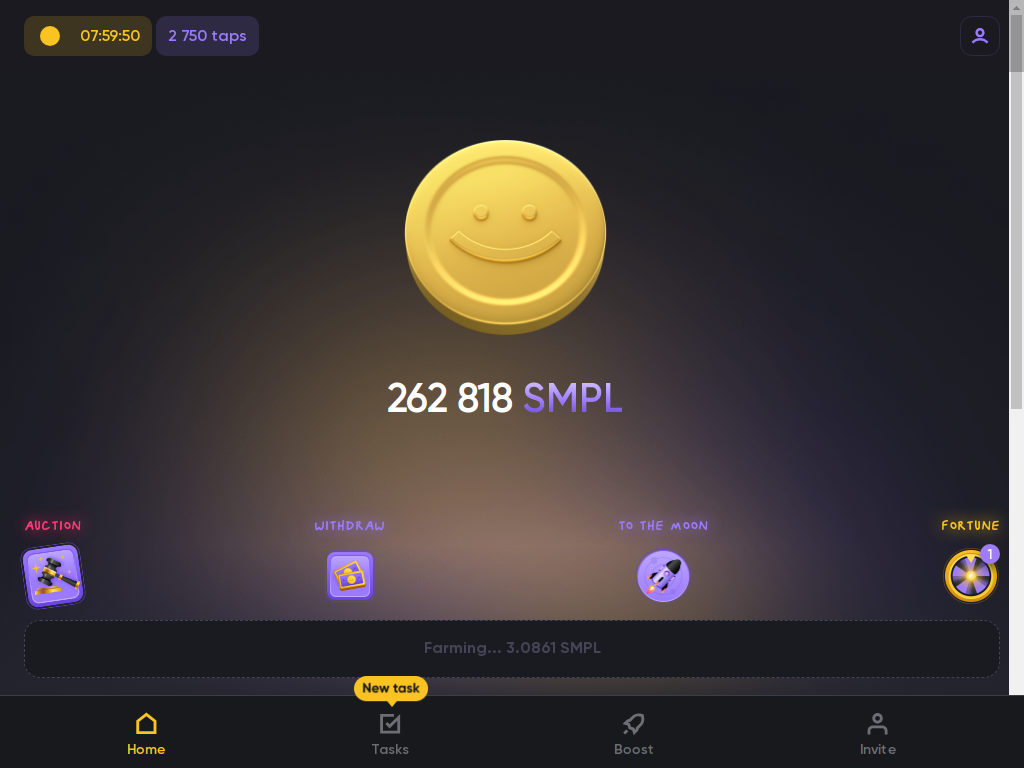 07:59:50 2 750 taps
262 818 SMPL
AUCTION WITHDRAW TO THE MOON FORTUNE
1
Farming... 3.0861 SMPL
New task
Home Tasks Boost Invite